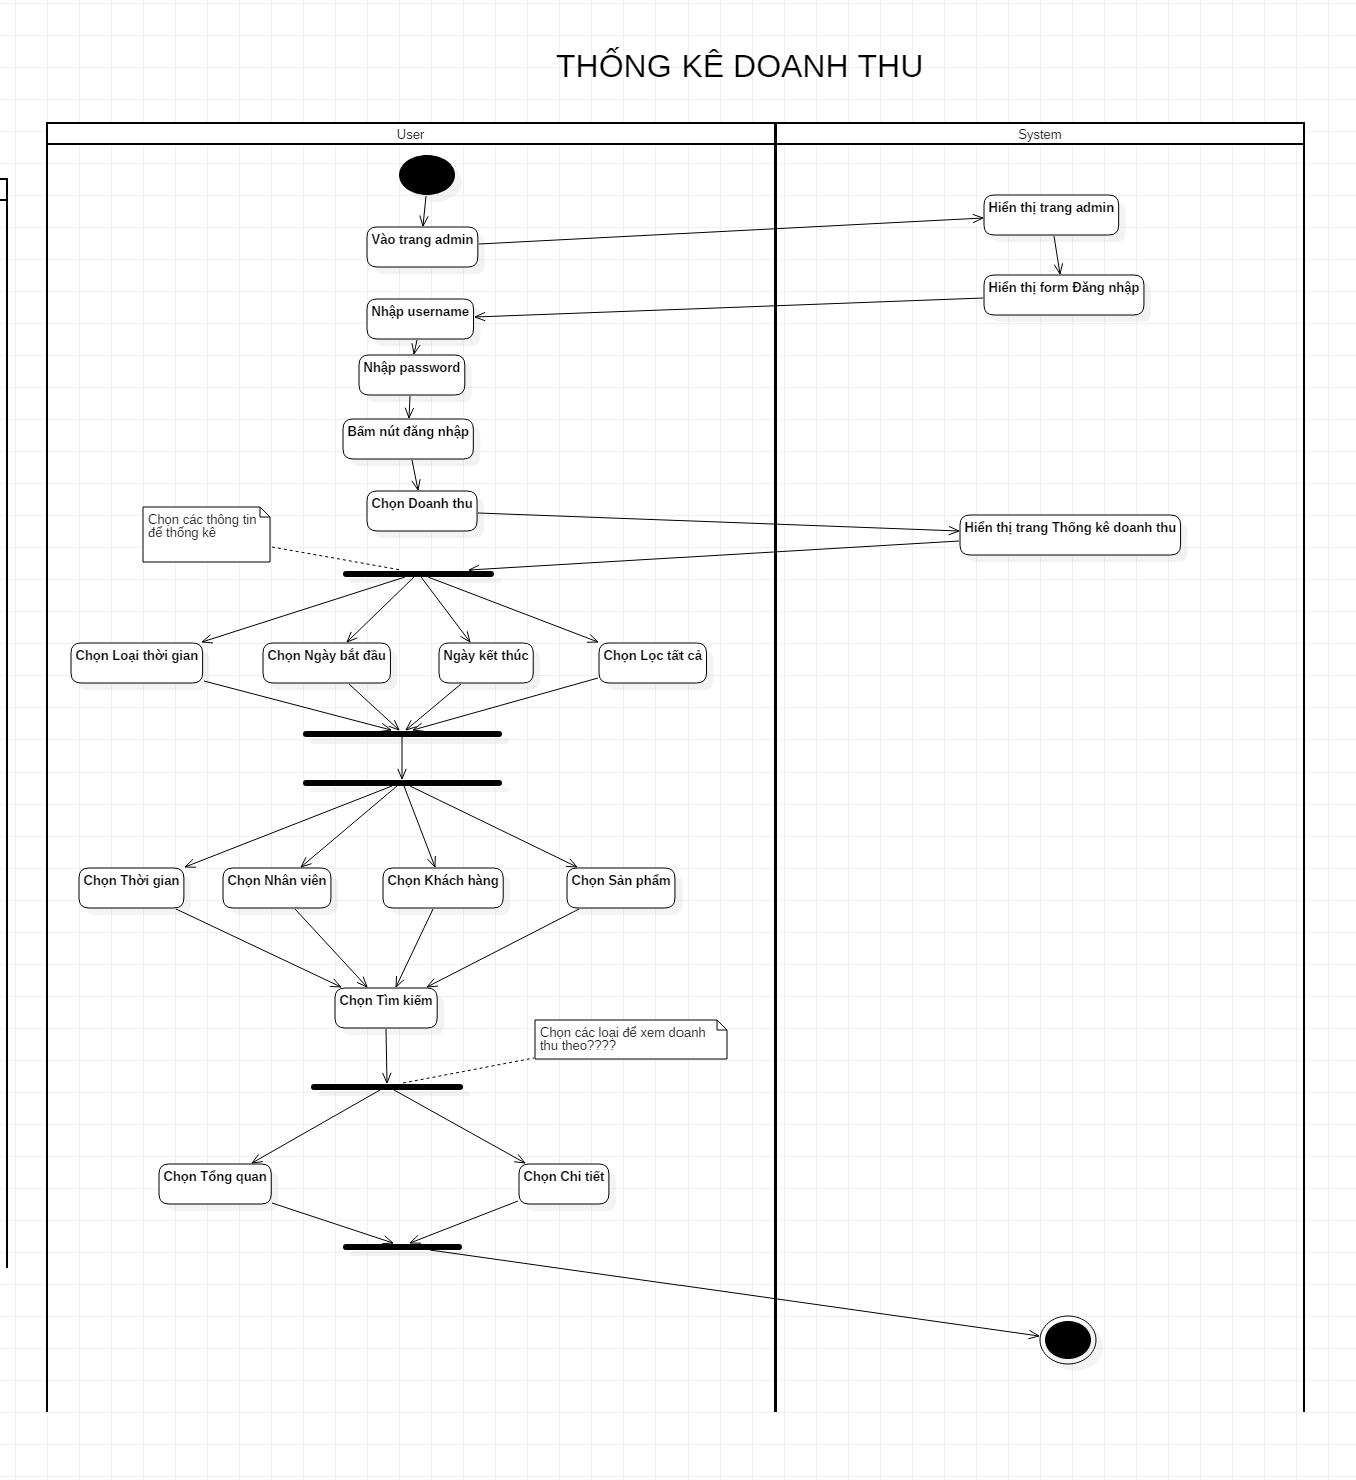 THỐNG KÊ DOANH THU
User
System
Hiển thị trang admin
Vào trang admin
Hiển thị form Đăng nhập
Nhập username
Nhập password
Bấm nút đăng nhập
Chọn Doanh thu
Chọn các thông tin
để thống kê
Hiển thị trang Thống kê doanh thu
Chọn Loại thời gian
Chọn Ngày bắt đầu
Ngày kết thúc
Chọn Lọc tất cả
Chọn Thời gian
Chọn Nhân viên
Chọn Khách hàng
Chọn Sản phẩm
Chọn Tìm kiếm
Chọn các loại để xem doanh
thu theo????
Chọn Tổng quan
Chọn Chi tiết